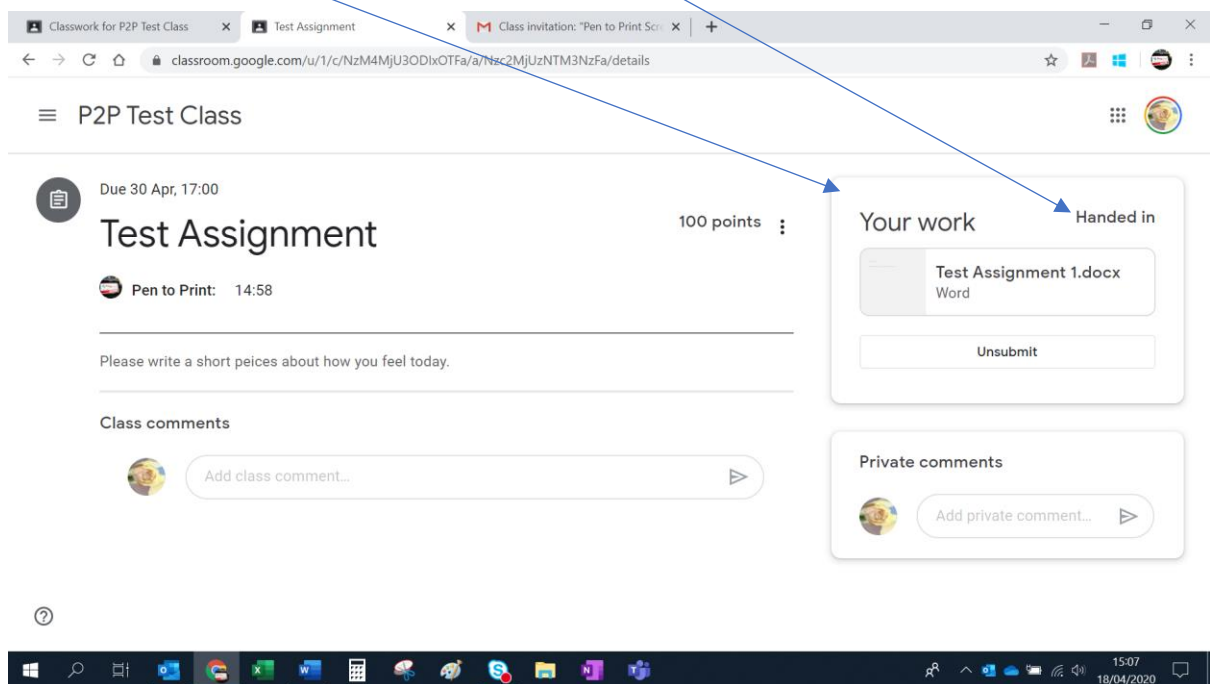 Classwork for P2P Test Class
Test Assignment
Class invitation: "Pen to Print Scr
classroom.google.com/u/1/c/NzM4MjU3ODIxOTFa/a/Nzc2MjUzNTM3NzFa/details
P2P Test Class
Due 30 Apr, 17:00
Test Assignment
100 points
Pen to Print: 14:58
Please write a short peices about how you feel today.
Class comments
Add class comment...
Your work
Handed in
Test Assignment 1.docx
Word
Unsubmit
Private comments
Add private comment...
15:07
18/04/2020